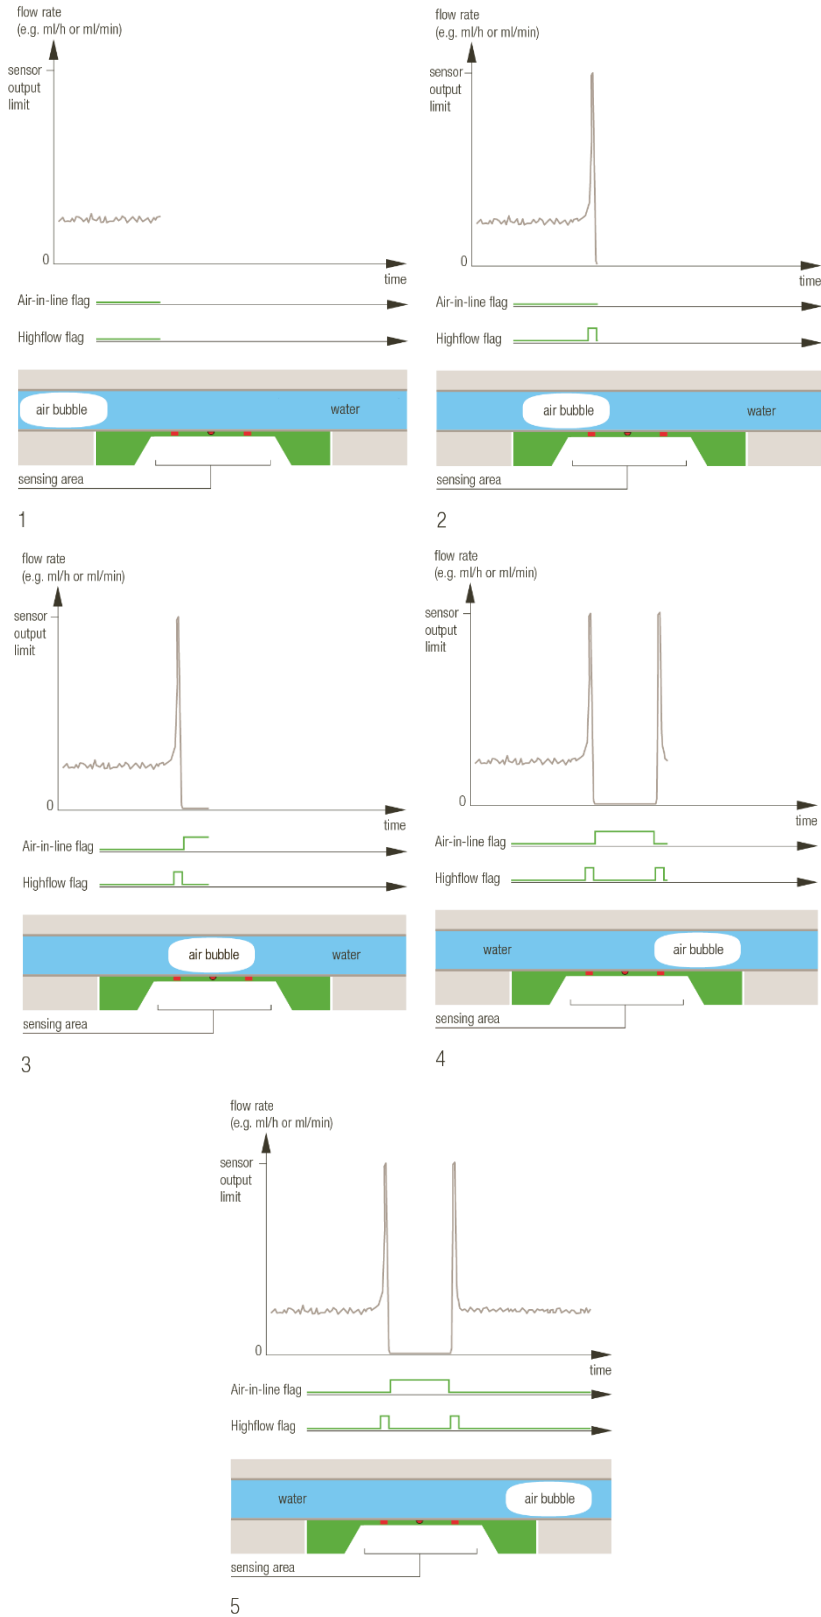 flow rate
(e.g. ml/h or ml/min)
sensor
output
limit
0
time
Air-in-line flag
Highflow flag
air bubble
water
sensing area
1
flow rate
(e.g. ml/h or ml/min)
sensor
output
limit
0
time
Air-in-line flag
Highflow flag
air bubble
water
sensing area
2
flow rate
(e.g. ml/h or ml/min)
sensor
output
limit
0
time
Air-in-line flag
Highflow flag
air bubble
water
sensing area
3
flow rate
(e.g. ml/h or ml/min)
sensor
output
limit
0
time
Air-in-line flag
Highflow flag
water
air bubble
sensing area
4
flow rate
(e.g. ml/h or ml/min)
sensor
output
limit
0
time
Air-in-line flag
Highflow flag
water
air bubble
sensing area
5